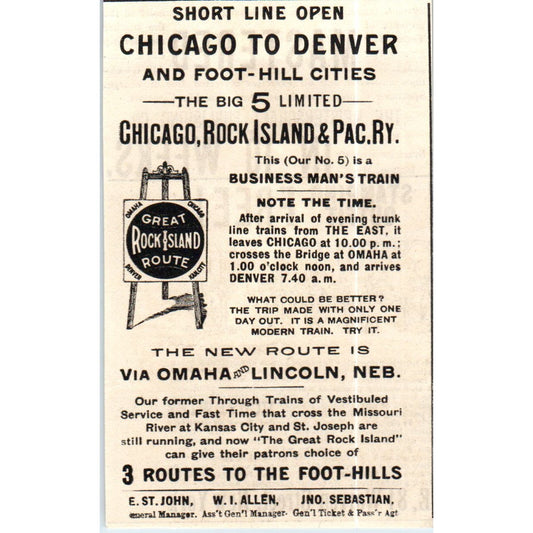 SHORT LINE OPEN
CHICAGO TO DENVER
AND FOOT-HILL CITIES
THE BIG 5 LIMITED
CHICAGO, ROCK ISLAND & PAC. RY.
This (Our No. 5) is a
BUSINESS MAN'S TRAIN
NOTE THE TIME.
After arrival of evening trunk
line trains from THE EAST, it
leaves CHICAGO at 10.00 p. m.;
crosses the Bridge at OMAHA at
1.00 o'clock noon, and arrives
DENVER 7.40 a. m.
OMAHA CHICAGO
GREAT
ROCK ISLAND
ROUTE
DENVER KAN. CITY
WHAT COULD BE BETTER?
THE TRIP MADE WITH ONLY ONE
DAY OUT. IT IS A MAGNIFICENT
MODERN TRAIN. TRY IT.
THE NEW ROUTE IS
VIA OMAHA AND LINCOLN, NEB.
Our former Through Trains of Vestibuled
Service and Fast Time that cross the Missouri
River at Kansas City and St. Joseph are
still running, and now "The Great Rock Island"
can give their patrons choice of
3 ROUTES TO THE FOOT-HILLS
E. ST. JOHN, W. I. ALLEN, JNO. SEBASTIAN,
eneral Manager. Ass't Gen'l Manager. Gen'l Ticket & Pass'r Agt